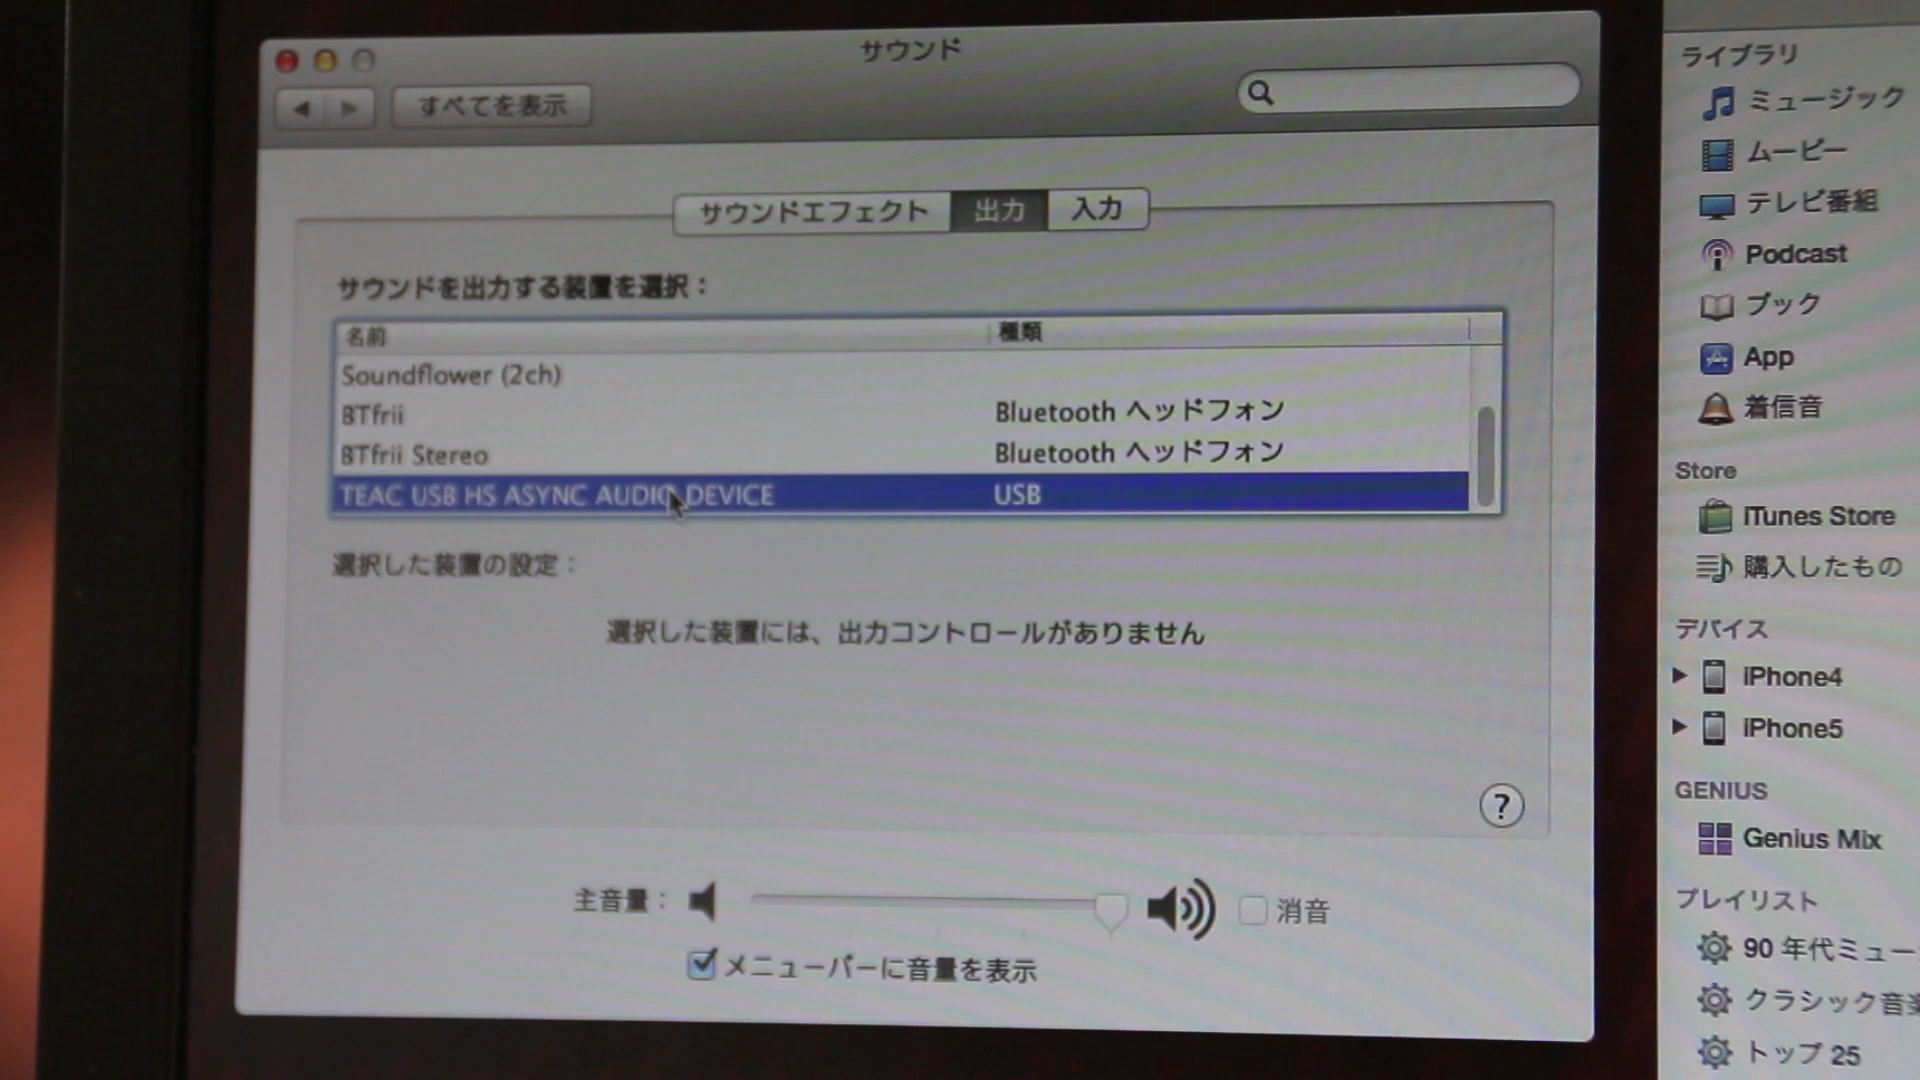 サウンド
すべてを表示
サウンドエフェクト 出力 入力
サウンドを出力する装置を選択：
名前 種類
Soundflower (2ch)
BTfrii Bluetooth ヘッドフォン
BTfrii Stereo Bluetooth ヘッドフォン
TEAC USB HS ASYNC AUDIO DEVICE USB
選択した装置の設定：
選択した装置には、出力コントロールがありません
?
主音量： 消音
メニューバーに音量を表示
ライブラリ
ミュージック
ムービー
テレビ番組
Podcast
ブック
App
着信音
Store
iTunes Store
購入したもの
デバイス
iPhone4
iPhone5
GENIUS
Genius Mix
プレイリスト
90 年代ミュー
クラシック音楽
トップ 25